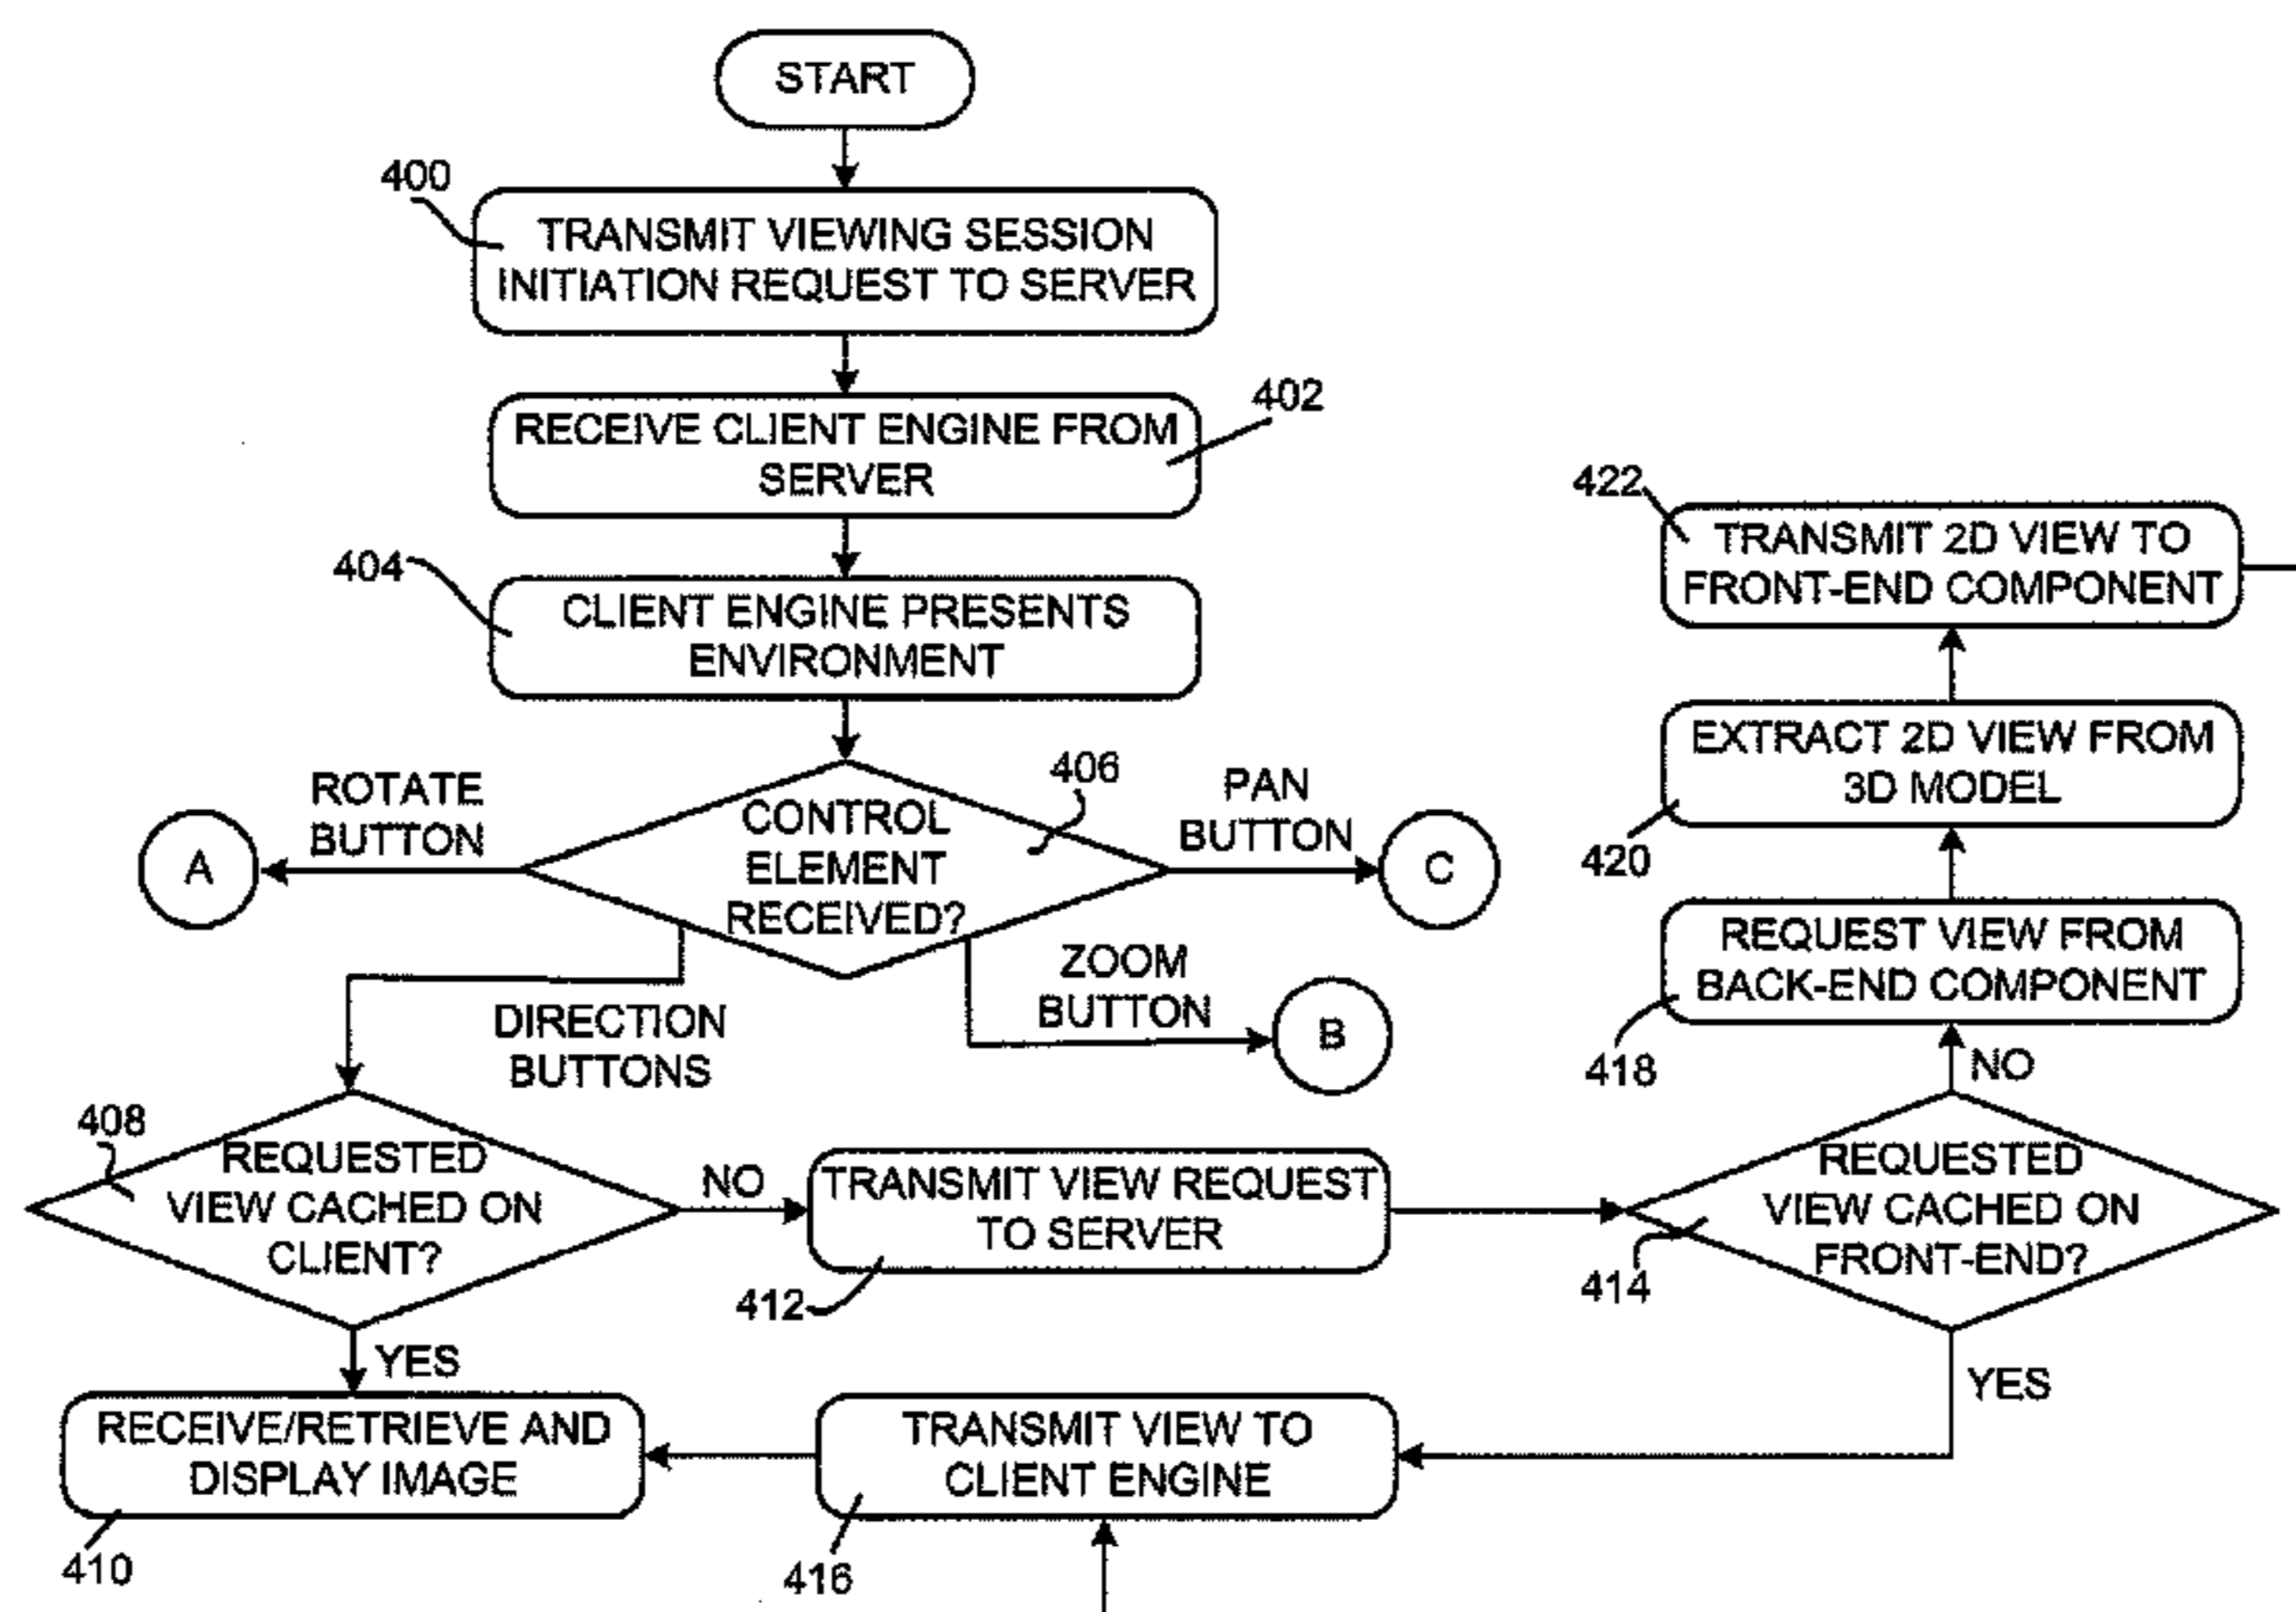 START
400
TRANSMIT VIEWING SESSION
INITIATION REQUEST TO SERVER
402
RECEIVE CLIENT ENGINE FROM
SERVER
404
CLIENT ENGINE PRESENTS
ENVIRONMENT
406
CONTROL
ELEMENT
RECEIVED?
ROTATE
BUTTON
A
PAN
BUTTON
C
ZOOM
BUTTON
B
DIRECTION
BUTTONS
408
REQUESTED
VIEW CACHED ON
CLIENT?
NO
YES
TRANSMIT VIEW REQUEST
TO SERVER
412
REQUESTED
VIEW CACHED ON
FRONT-END?
414
NO
YES
REQUEST VIEW FROM
BACK-END COMPONENT
418
EXTRACT 2D VIEW FROM
3D MODEL
420
422
TRANSMIT 2D VIEW TO
FRONT-END COMPONENT
TRANSMIT VIEW TO
CLIENT ENGINE
416
RECEIVE/RETRIEVE AND
DISPLAY IMAGE
410